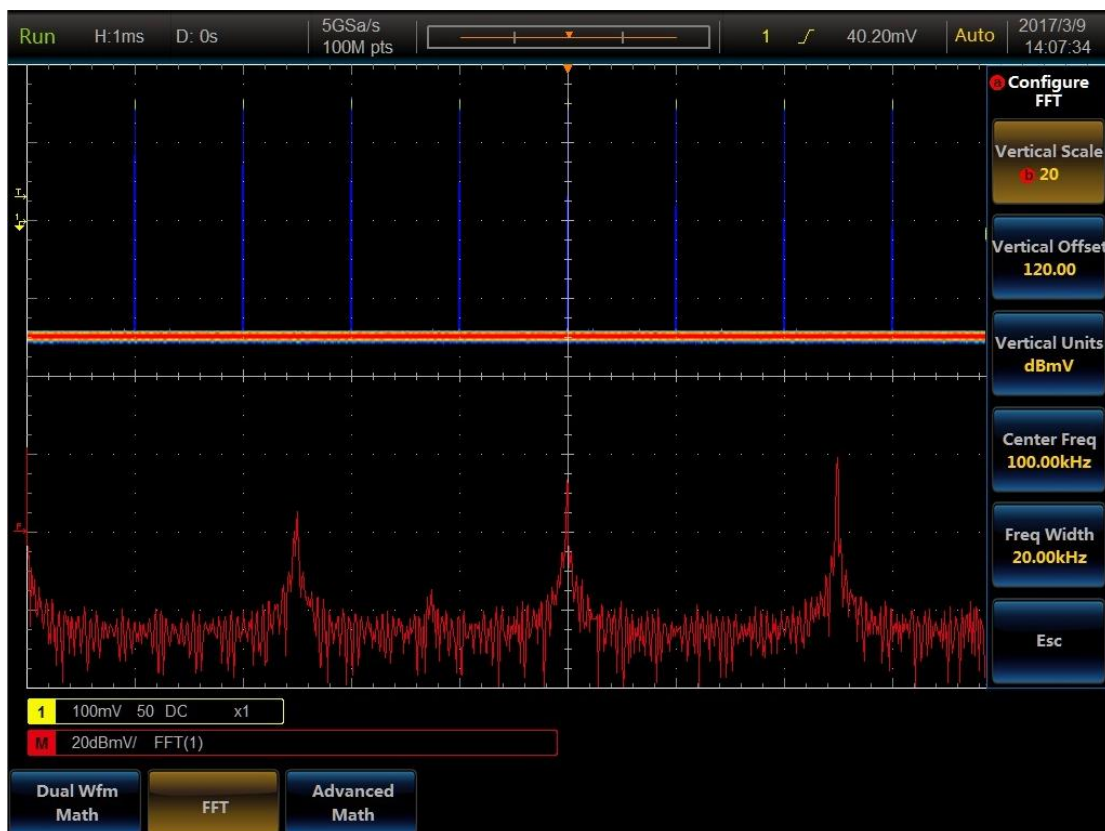 Run H:1ms D: 0s 5GSa/s 1 40.20mV Auto 2017/3/9
100M pts 14:07:34
a Configure
FFT
Vertical Scale
b 20
T
1
Vertical Offset
120.00
Vertical Units
dBmV
Center Freq
100.00kHz
F
Freq Width
20.00kHz
Esc
1 100mV 50 DC x1
M 20dBmV/ FFT(1)
Dual Wfm
Math
FFT
Advanced
Math